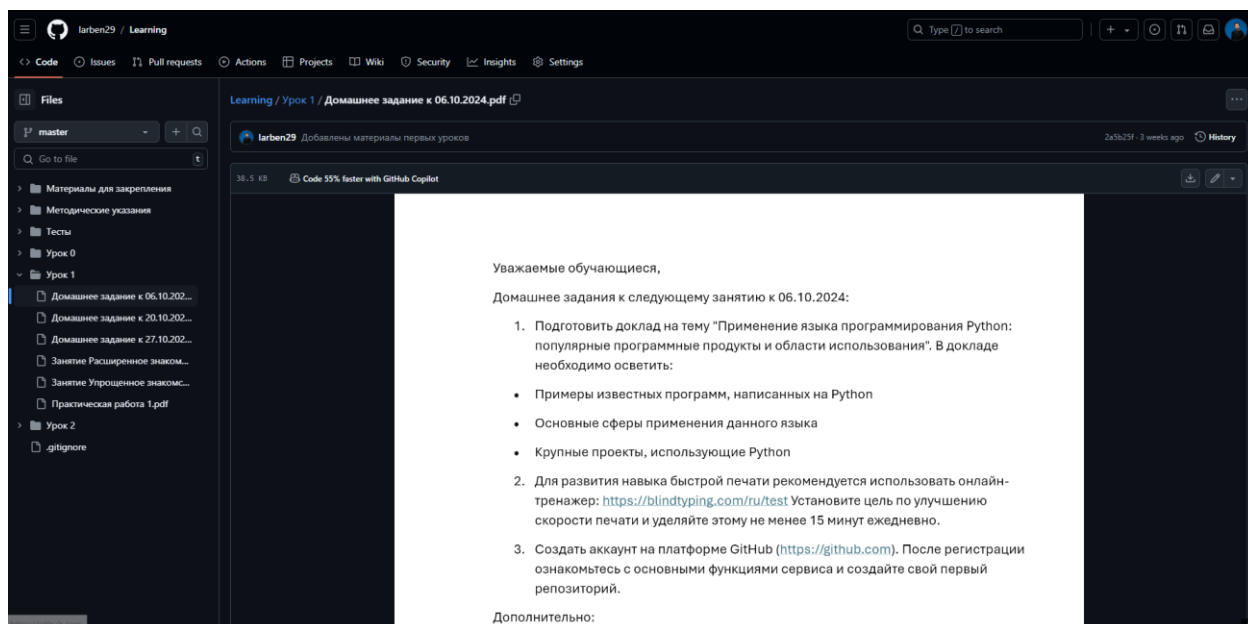 larben29 / Learning
Type / to search
Code Issues Pull requests Actions Projects Wiki Security Insights Settings
Files
Learning / Урок 1 / Домашнее задание к 06.10.2024.pdf
master
larben29 Добавлены материалы первых уроков
2a5b25f · 3 weeks ago History
Go to file t
38.5 KB Code 55% faster with GitHub Copilot
Материалы для закрепления
Методические указания
Тесты
Урок 0
Урок 1
Домашнее задание к 06.10.202...
Домашнее задание к 20.10.202...
Домашнее задание к 27.10.202...
Занятие Расширенное знаком...
Занятие Упрощенное знакомс...
Практическая работа 1.pdf
Урок 2
.gitignore
Уважаемые обучающиеся,
Домашнее задания к следующему занятию к 06.10.2024:
1. Подготовить доклад на тему "Применение языка программирования Python:
популярные программные продукты и области использования". В докладе
необходимо осветить:
• Примеры известных программ, написанных на Python
• Основные сферы применения данного языка
• Крупные проекты, использующие Python
2. Для развития навыка быстрой печати рекомендуется использовать онлайн-
тренажер: https://blindtyping.com/ru/test Установите цель по улучшению
скорости печати и уделяйте этому не менее 15 минут ежедневно.
3. Создать аккаунт на платформе GitHub (https://github.com). После регистрации
ознакомьтесь с основными функциями сервиса и создайте свой первый
репозиторий.
Дополнительно: